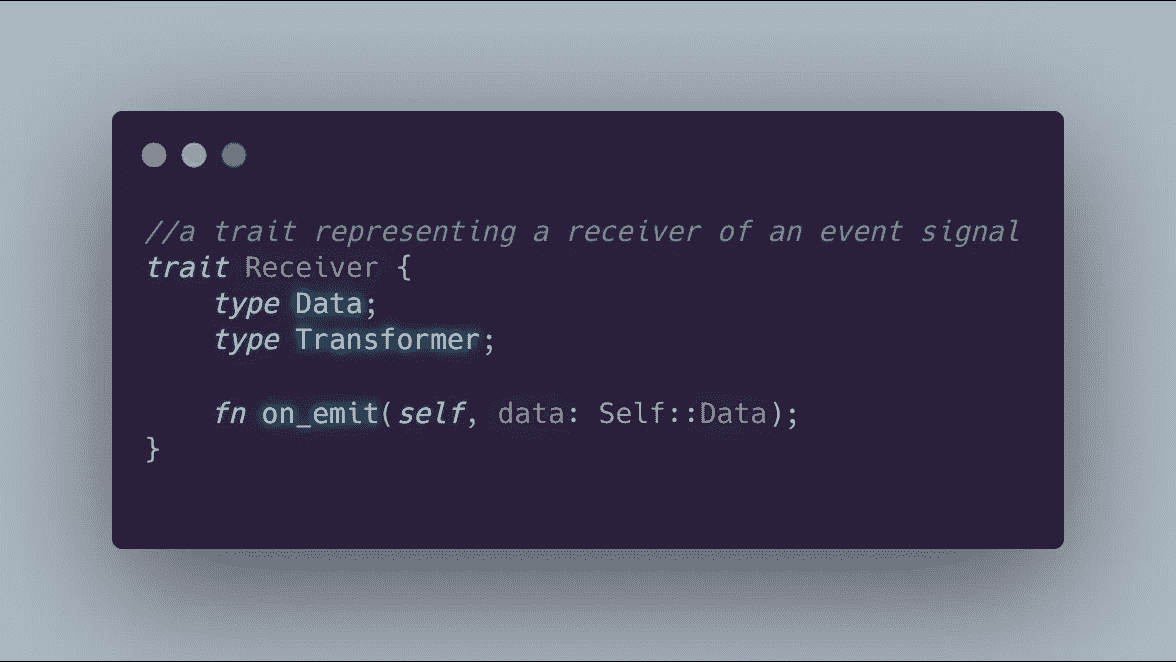 //a trait representing a receiver of an event signal
trait Receiver {
    type Data;
    type Transformer;

    fn on_emit(self, data: Self::Data);
}